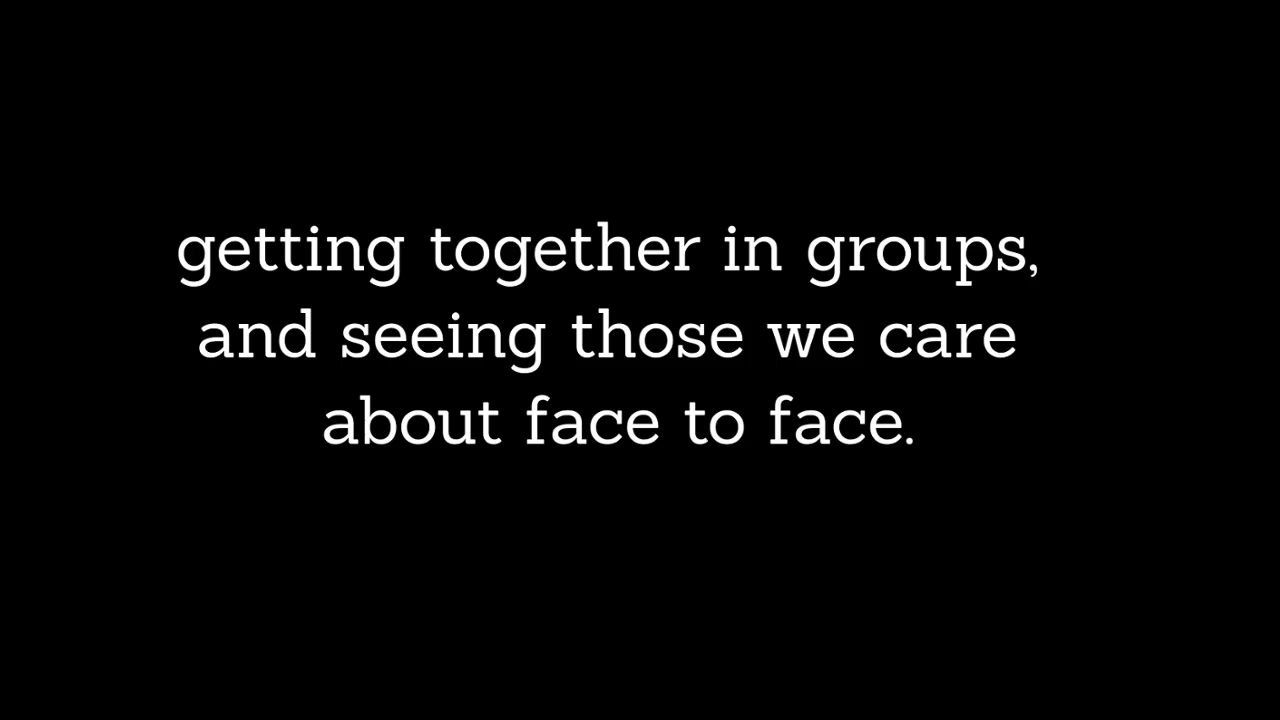 getting together in groups,
and seeing those we care
about face to face.